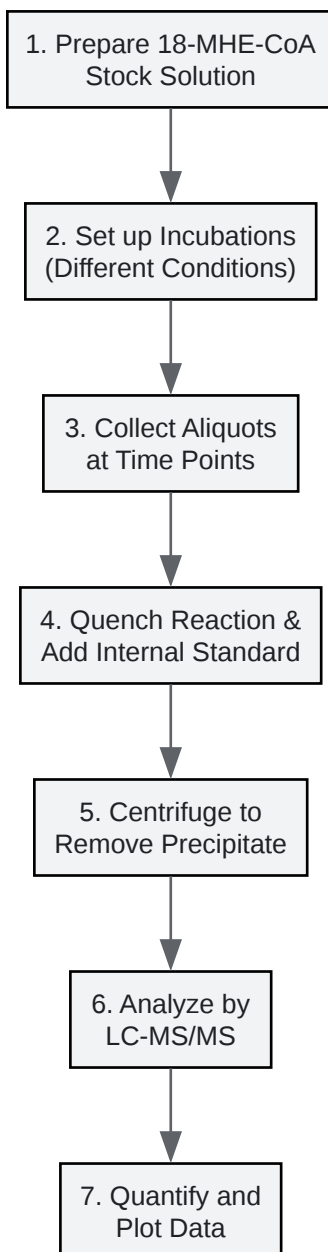 1. Prepare 18-MHE-CoA
Stock Solution
2. Set up Incubations
(Different Conditions)
3. Collect Aliquots
at Time Points
4. Quench Reaction &
Add Internal Standard
5. Centrifuge to
Remove Precipitate
6. Analyze by
LC-MS/MS
7. Quantify and
Plot Data